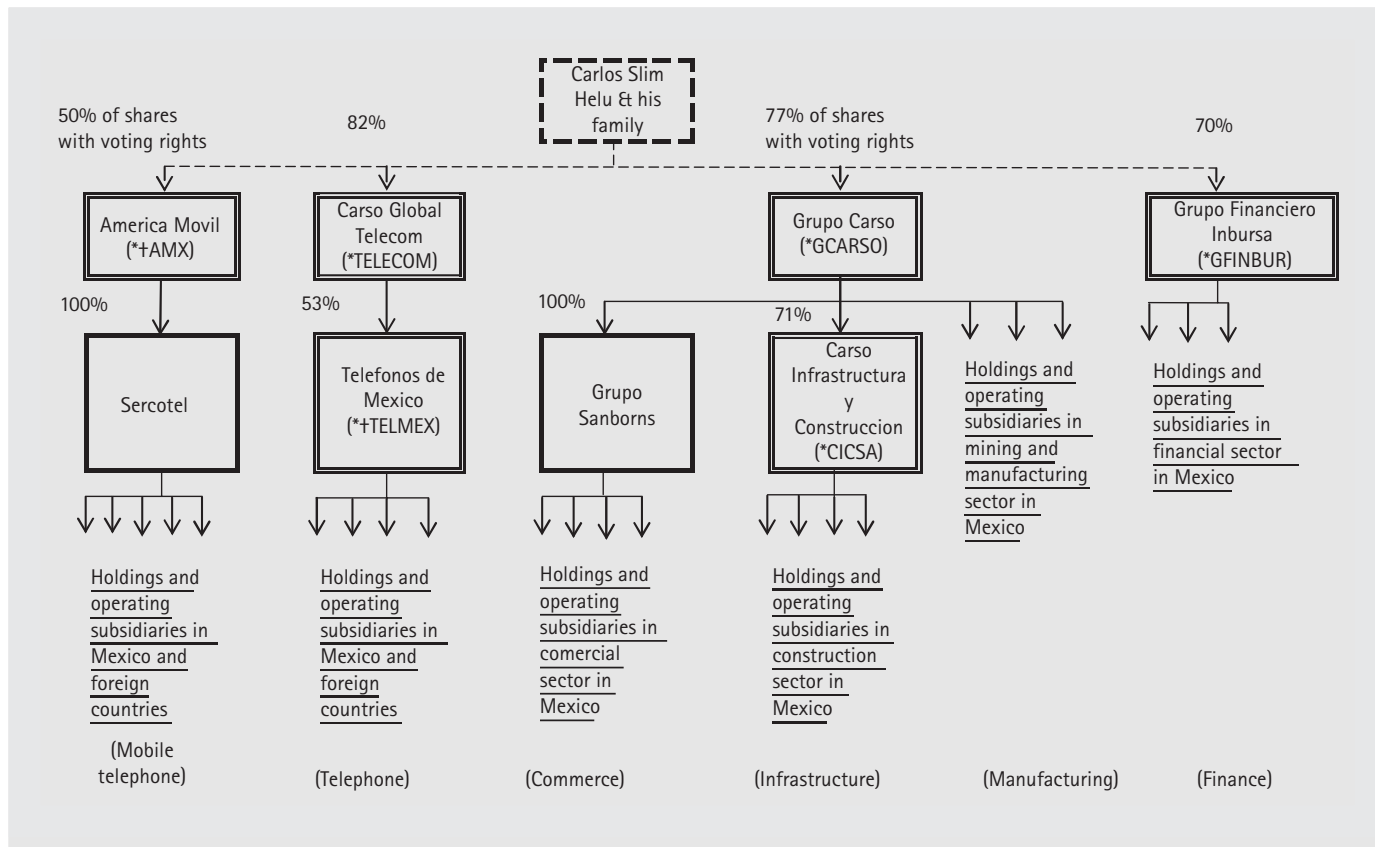 Carlos Slim
Helu & his
family
50% of shares
with voting rights
82%
77% of shares
with voting rights
70%
America Movil
(*†AMX)
Carso Global
Telecom
(*TELECOM)
Grupo Carso
(*GCARSO)
Grupo Financiero
Inbursa
(*GFINBUR)
100%
53%
100%
71%
Sercotel
Telefonos de
Mexico
(*†TELMEX)
Grupo
Sanborns
Carso
Infrastructura
y
Construccion
(*CICSA)
Holdings and
operating
subsidiaries in
mining and
manufacturing
sector in
Mexico
Holdings and
operating
subsidiaries in
financial sector
in Mexico
Holdings and
operating
subsidiaries in
Mexico and
foreign
countries
Holdings and
operating
subsidiaries in
Mexico and
foreign
countries
Holdings and
operating
subsidiaries in
comercial
sector in
Mexico
Holdings and
operating
subsidiaries in
construction
sector in
Mexico
(Mobile
telephone)
(Telephone)
(Commerce)
(Infrastructure)
(Manufacturing)
(Finance)